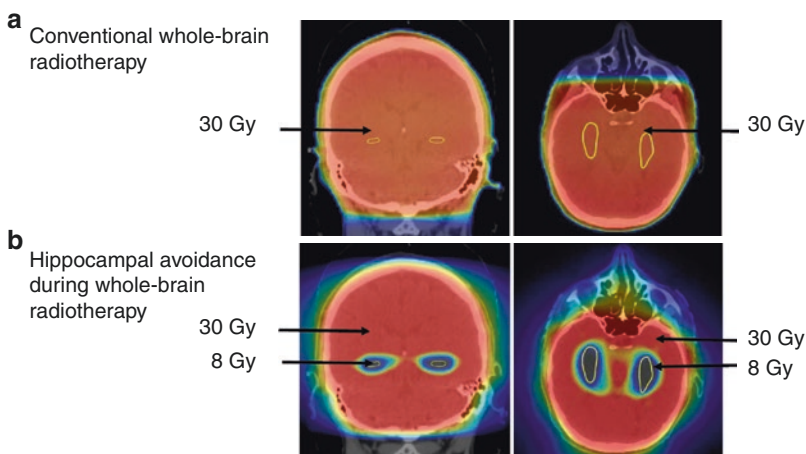 a
Conventional whole-brain
radiotherapy
30 Gy
30 Gy
b
Hippocampal avoidance
during whole-brain
radiotherapy
30 Gy
8 Gy
30 Gy
8 Gy